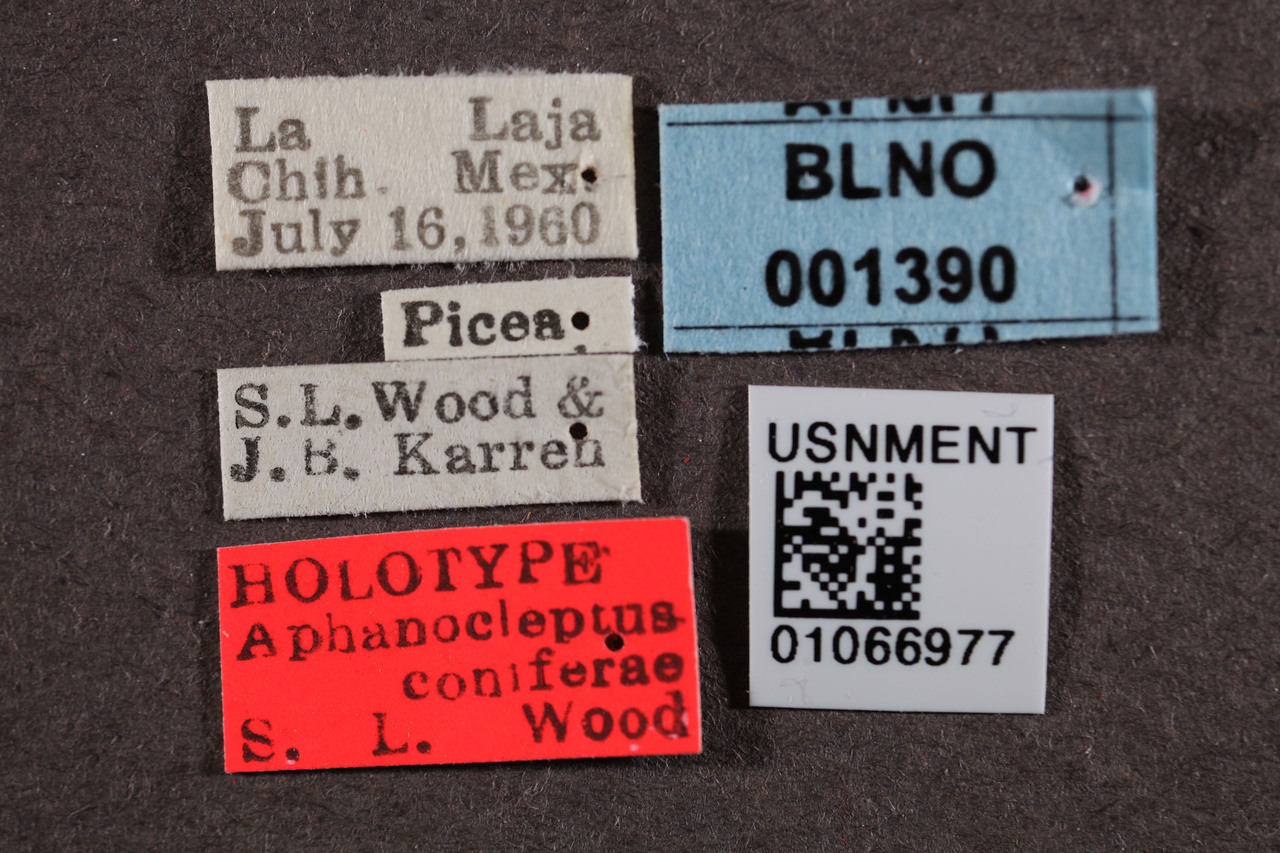 La Laja
Chih. Mex.
July 16, 1960
Picea
S. L. Wood &
J. B. Karren
HOLOTYPE
Aphanocleptus
coniferae
S. L. Wood
BLNO
001390
USNMENT
01066977